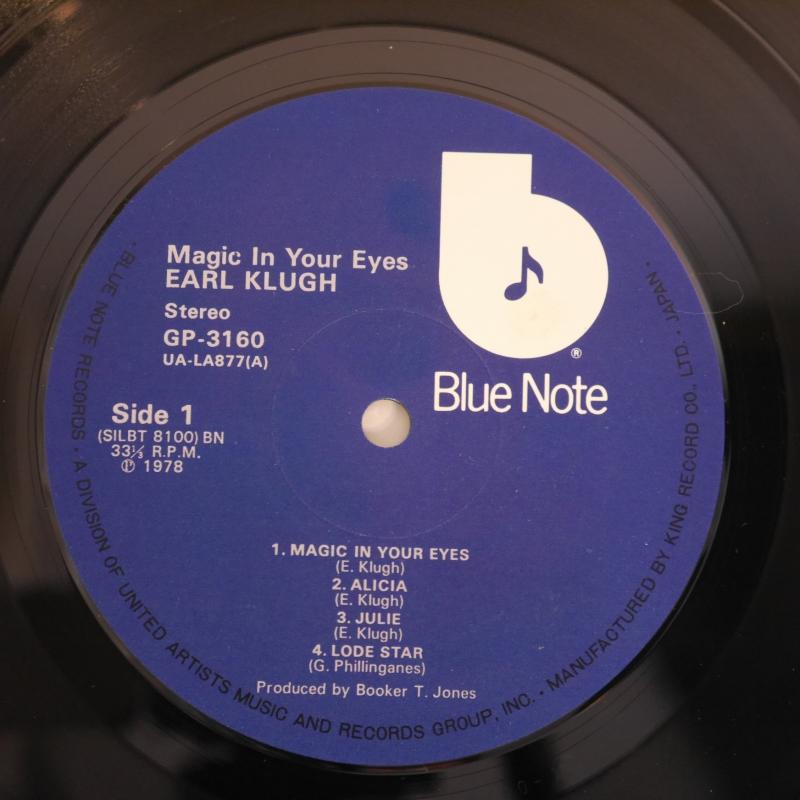 Magic In Your Eyes
EARL KLUGH
Stereo
GP-3160
UA-LA877(A)
®
Blue Note
Side 1
(SILBT 8100) BN
33⅓ R.P.M.
℗ 1978
1. MAGIC IN YOUR EYES
(E. Klugh)
2. ALICIA
(E. Klugh)
3. JULIE
(E. Klugh)
4. LODE STAR
(G. Phillinganes)
Produced by Booker T. Jones
• BLUE NOTE RECORDS • A DIVISION OF UNITED ARTISTS MUSIC AND RECORDS GROUP, INC. • MANUFACTURED BY KING RECORD CO., LTD. • JAPAN •